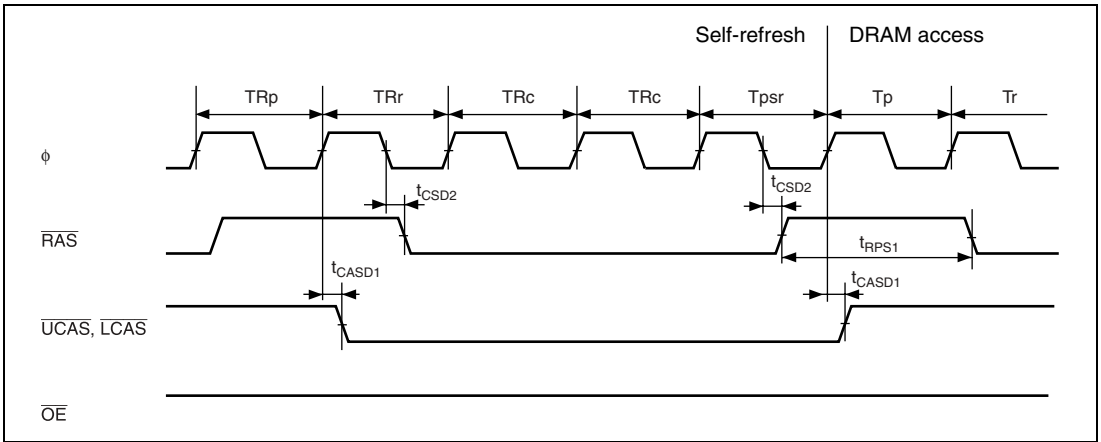 Self-refresh DRAM access
TRp TRr TRc TRc Tpsr Tp Tr
ϕ
tCSD2 tCSD2
RAS
tRPS1
tCASD1 tCASD1
UCAS, LCAS
OE